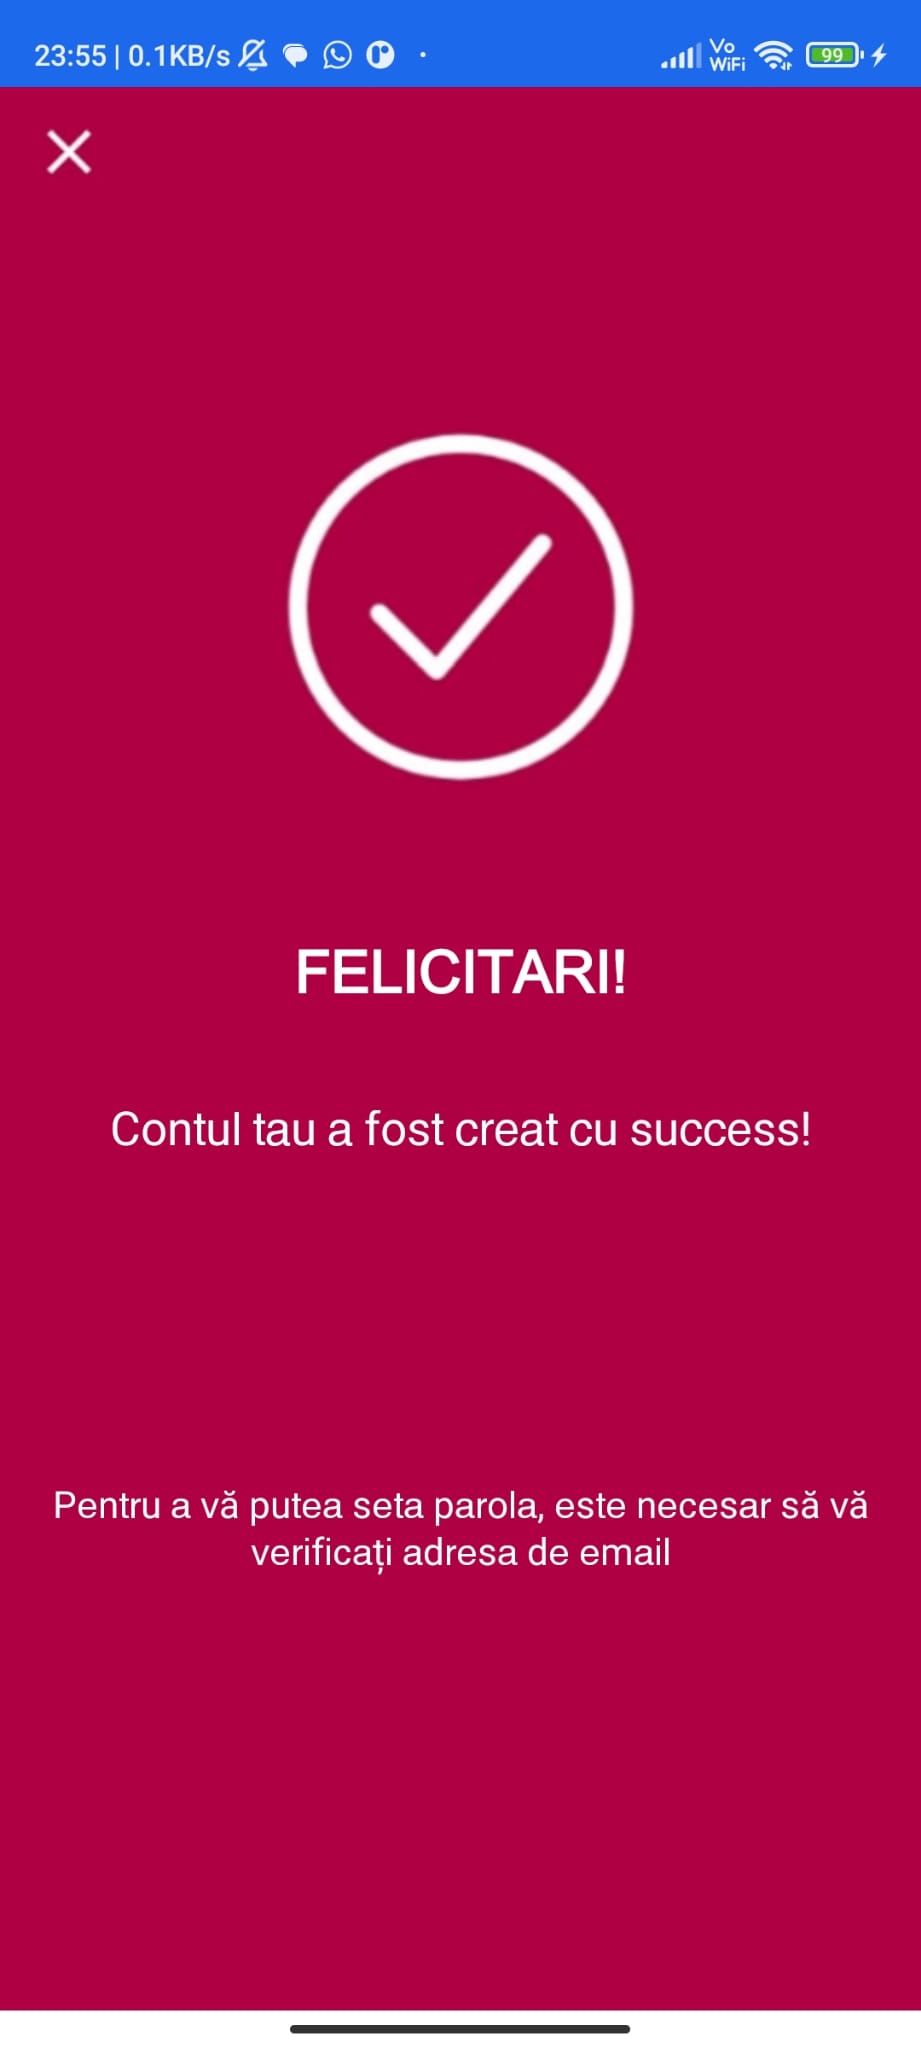 23:55 | 0.1KB/s
Vo
WiFi
99
FELICITARI!
Contul tau a fost creat cu success!
Pentru a vă putea seta parola, este necesar să vă
verificați adresa de email